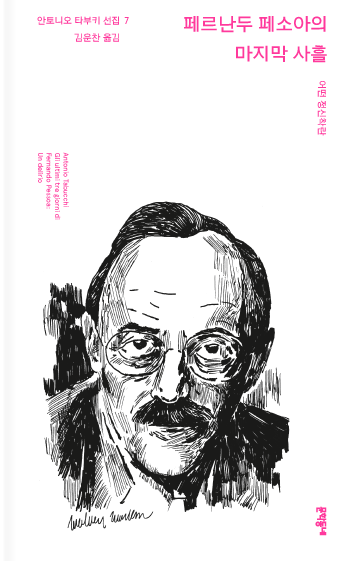 안토니오 타부키 선집 7
김운찬 옮김
페르난두 페소아의
마지막 사흘
어떤 정신착란
Antonio Tabucchi
Gli ultimi tre giorni di
Fernando Pessoa:
Un delirio
문학동네